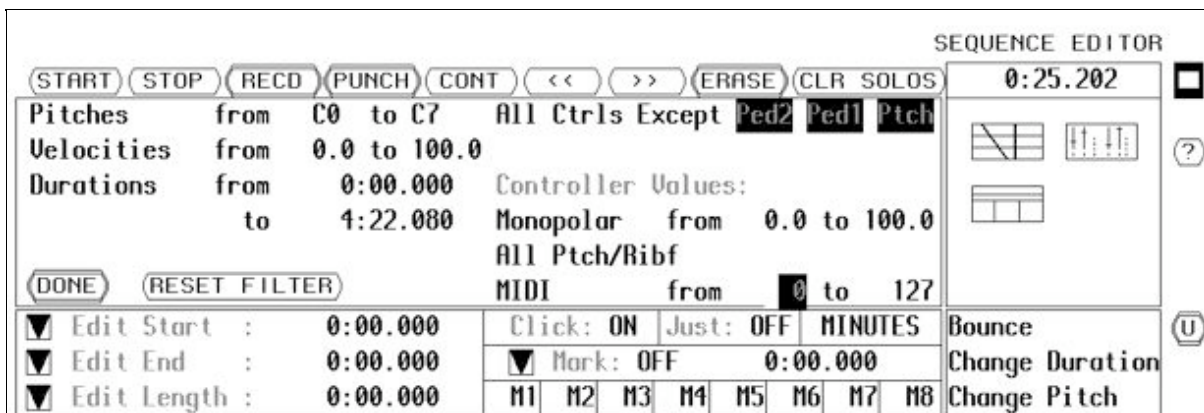 SEQUENCE EDITOR
START STOP RECD PUNCH CONT << >> ERASE CLR SOLOS 0:25.202
Pitches from C0 to C7 All Ctrls Except Ped2 Ped1 Ptch
Velocities from 0.0 to 100.0
?
Durations from 0:00.000 Controller Values:
to 4:22.080 Monopolar from 0.0 to 100.0
All Ptch/Ribf
DONE RESET FILTER MIDI from 0 to 127
Edit Start : 0:00.000 Click: ON Just: OFF MINUTES Bounce U
Edit End : 0:00.000 Mark: OFF 0:00.000 Change Duration
Edit Length : 0:00.000 M1 M2 M3 M4 M5 M6 M7 M8 Change Pitch